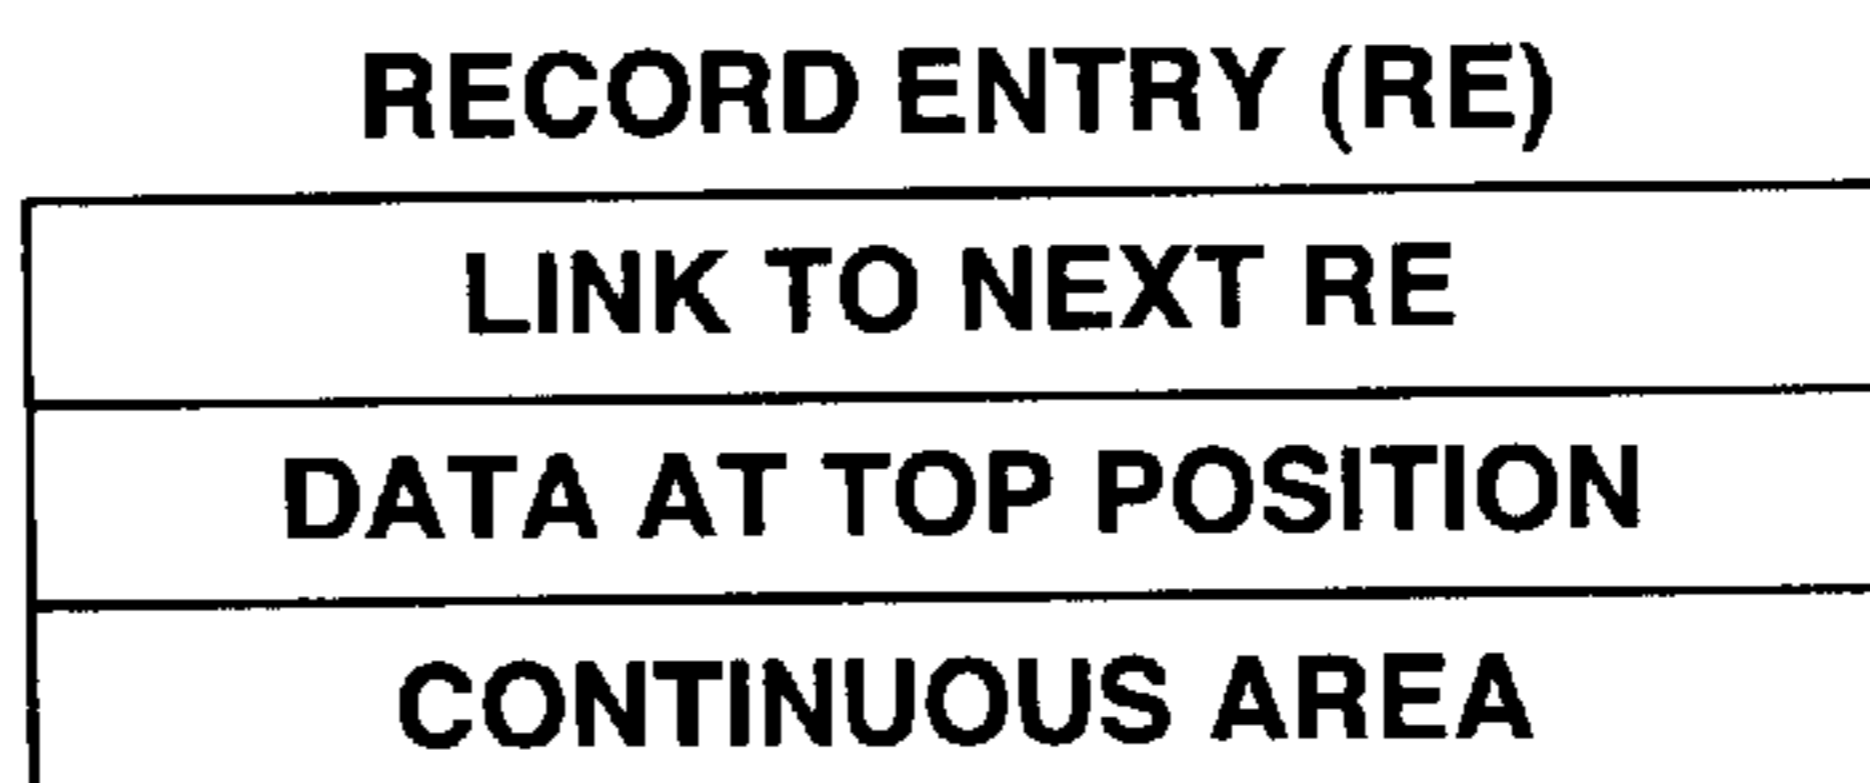 RECORD ENTRY (RE)
LINK TO NEXT RE
DATA AT TOP POSITION
CONTINUOUS AREA